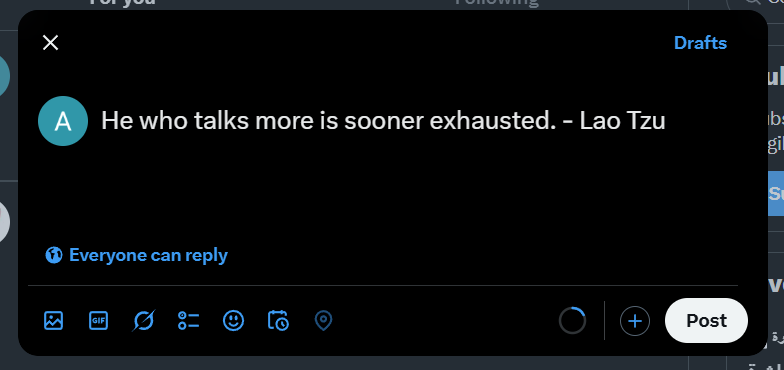 For you
Following
Drafts
A
He who talks more is sooner exhausted. - Lao Tzu
Everyone can reply
GIF
Post